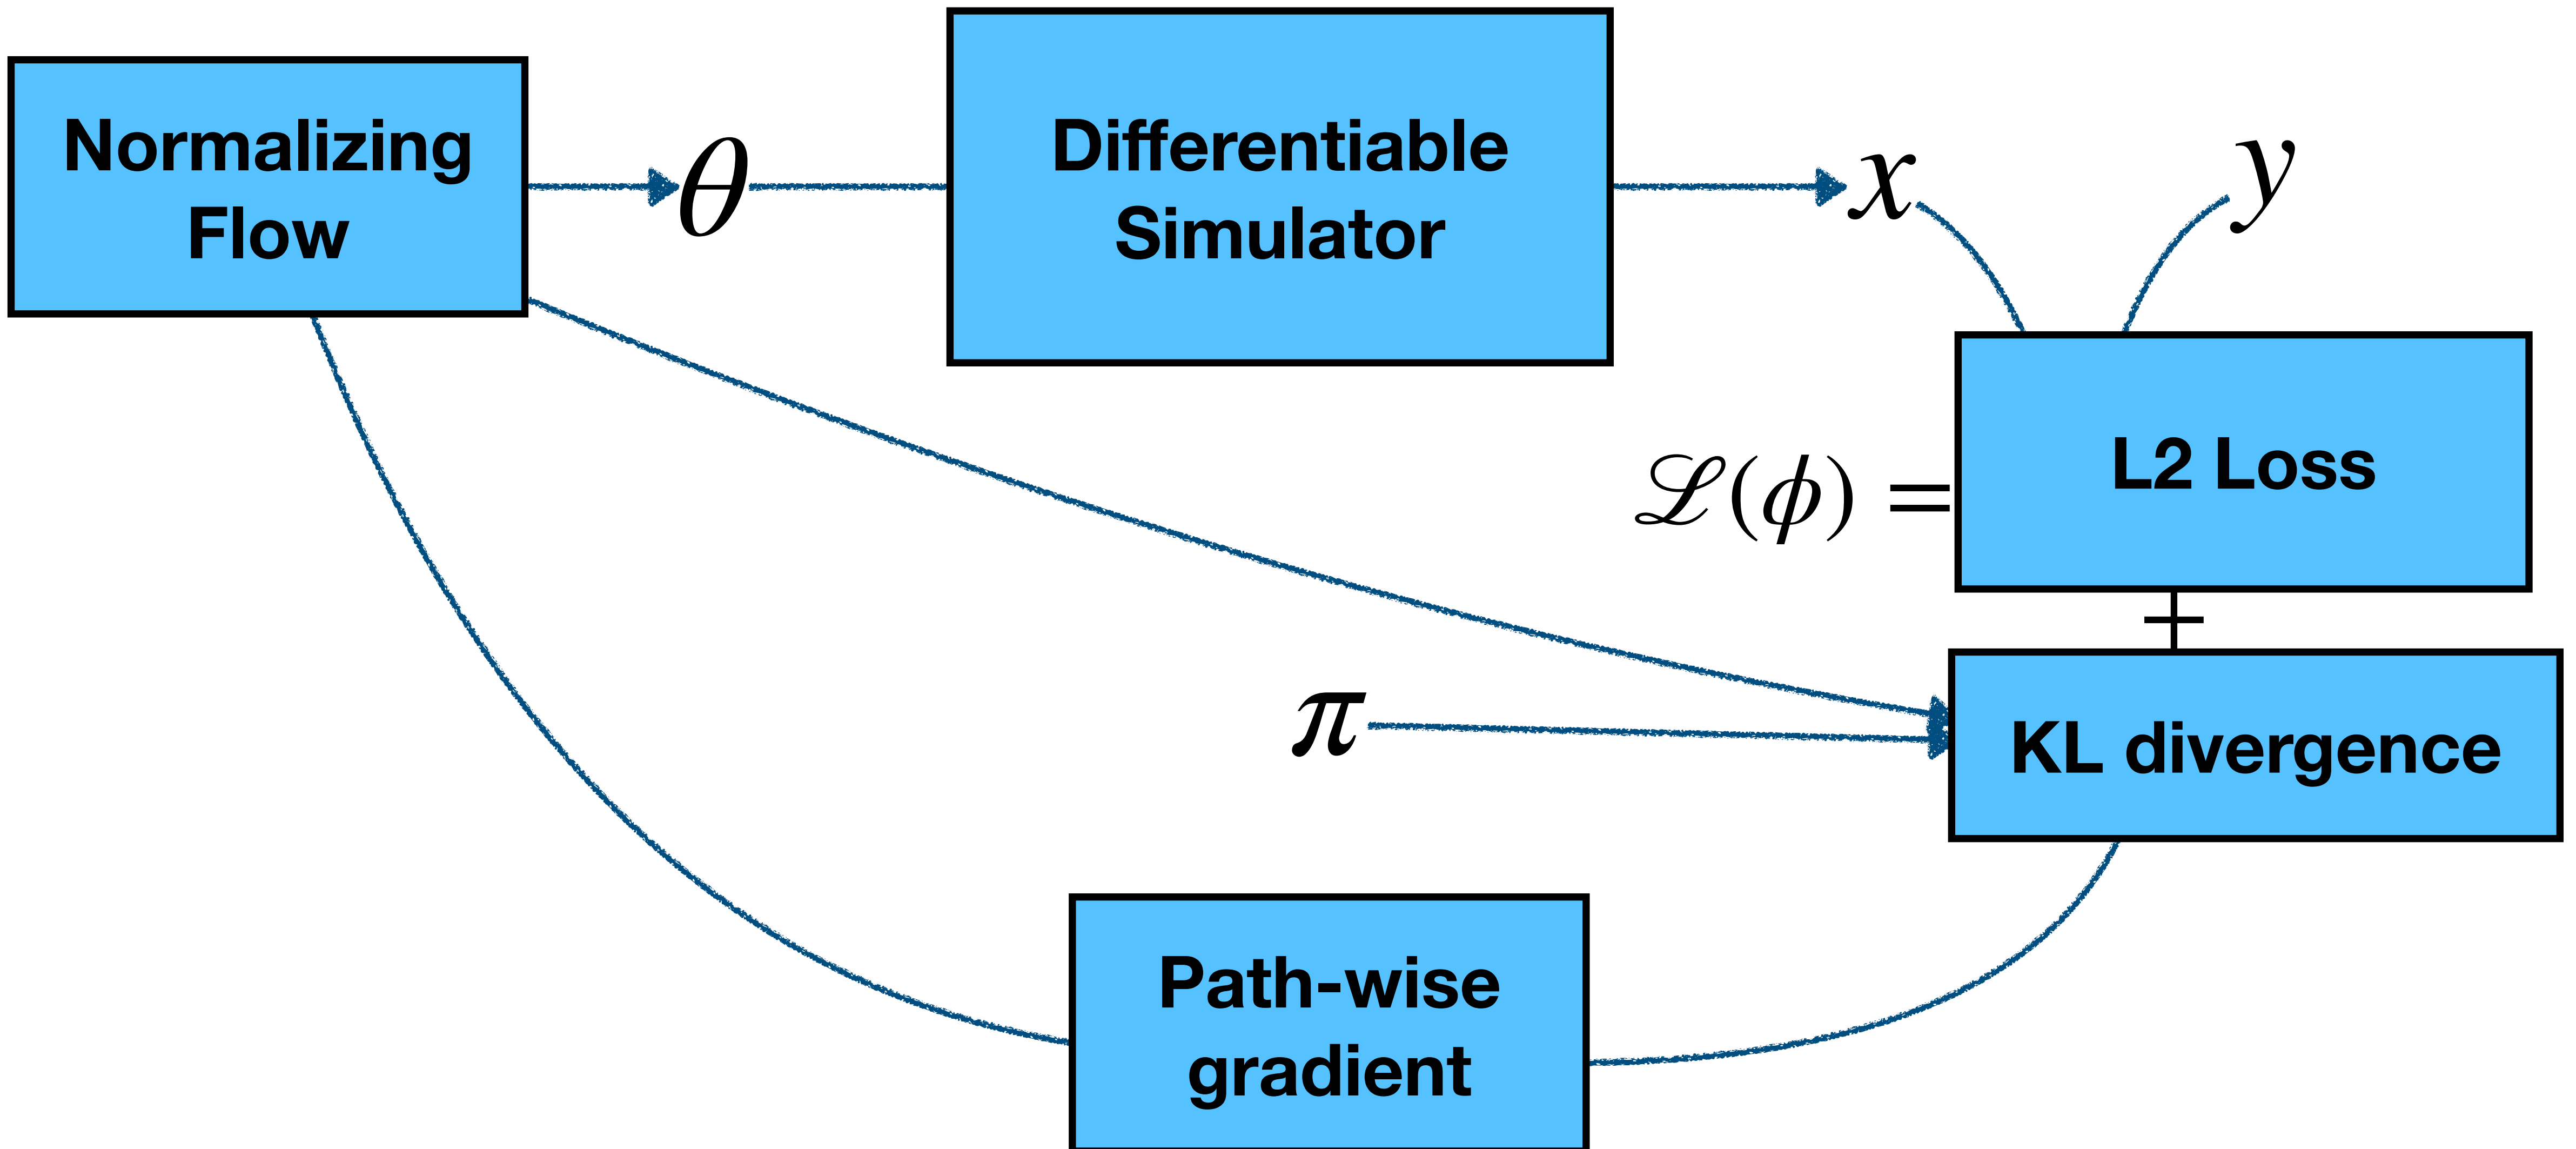 Normalizing
Flow
θ
Differentiable
Simulator
x
y
ℒ(ϕ) =
L2 Loss
+
π
KL divergence
Path-wise
gradient